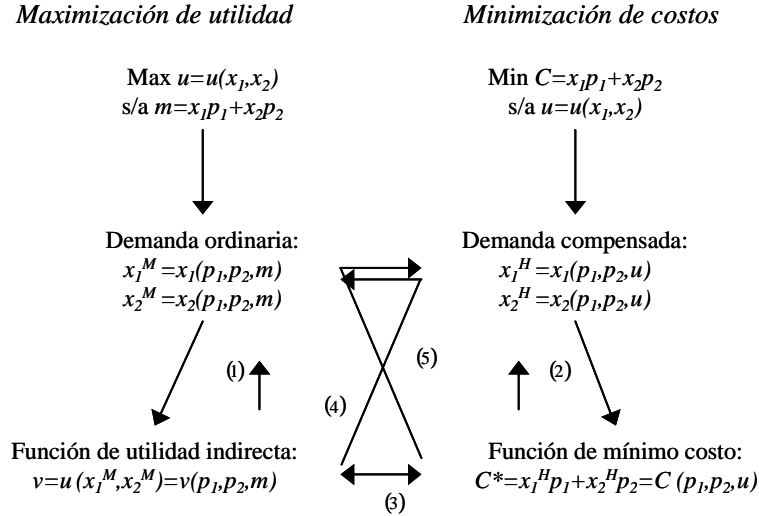 Maximización de utilidad
Minimización de costos
Max u=u(x₁,x₂)
s/a m=x₁p₁+x₂p₂
Min C=x₁p₁+x₂p₂
s/a u=u(x₁,x₂)
Demanda ordinaria:
x₁ᴹ=x₁(p₁,p₂,m)
x₂ᴹ=x₂(p₁,p₂,m)
Demanda compensada:
x₁ᴴ=x₁(p₁,p₂,u)
x₂ᴴ=x₂(p₁,p₂,u)
(1)
(4)
(5)
(2)
Función de utilidad indirecta:
v=u(x₁ᴹ,x₂ᴹ)=v(p₁,p₂,m)
(3)
Función de mínimo costo:
C*=x₁ᴴp₁+x₂ᴴp₂=C (p₁,p₂,u)